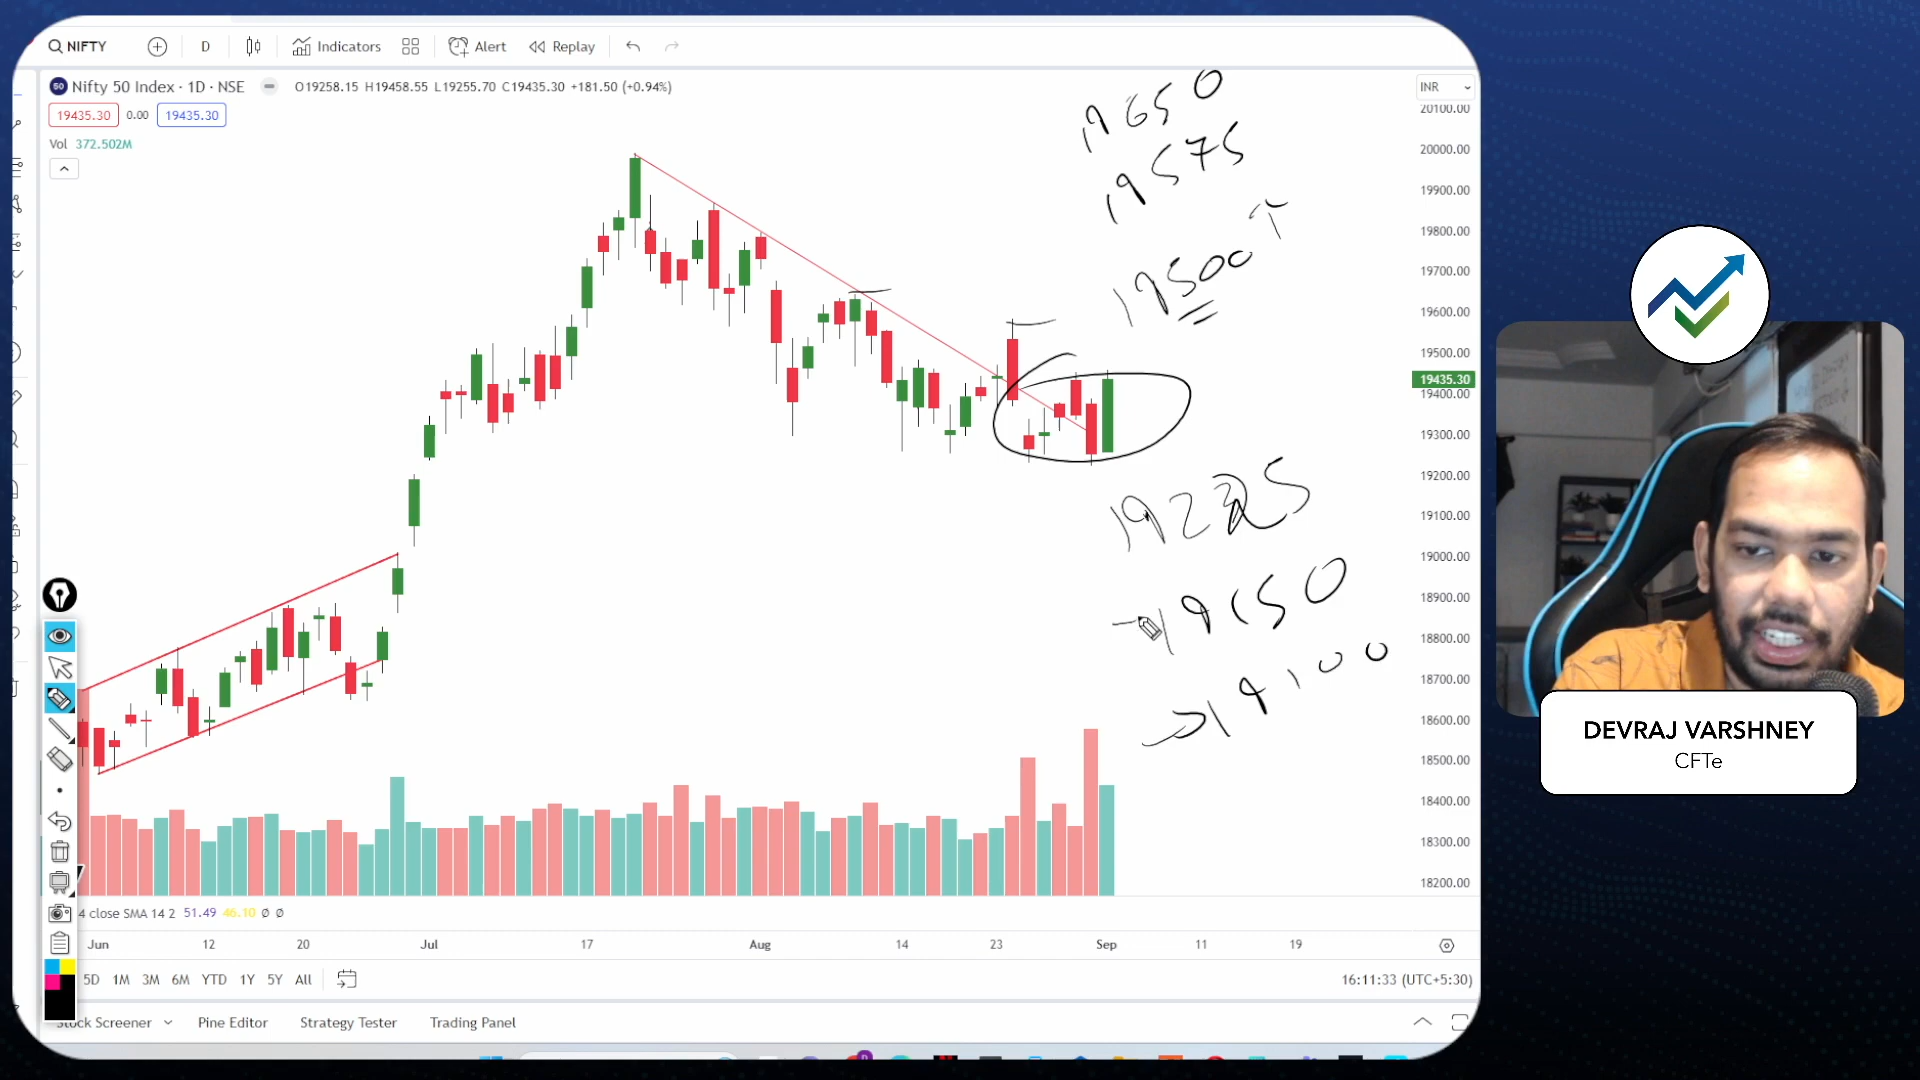 NIFTY D Indicators Alert Replay
Nifty 50 Index · 1D · NSE O19258.15 H19458.55 L19255.70 C19435.30 +181.50 (+0.94%)
INR
19435.30 0.00 19435.30
Vol 372.502M
20100.00
20000.00
19900.00
19800.00
19700.00
19600.00
19500.00
19435.30
19400.00
19300.00
19200.00
19100.00
19000.00
18900.00
18800.00
18700.00
18600.00
18500.00
18400.00
18300.00
18200.00
19650
19575
19500
19225
19150
19100
4 close SMA 14 2 51.49 46.10 Ø Ø
Jun 12 20 Jul 17 Aug 14 23 Sep 11 19
5D 1M 3M 6M YTD 1Y 5Y All
16:11:33 (UTC+5:30)
Stock Screener Pine Editor Strategy Tester Trading Panel
DEVRAJ VARSHNEY
CFTe